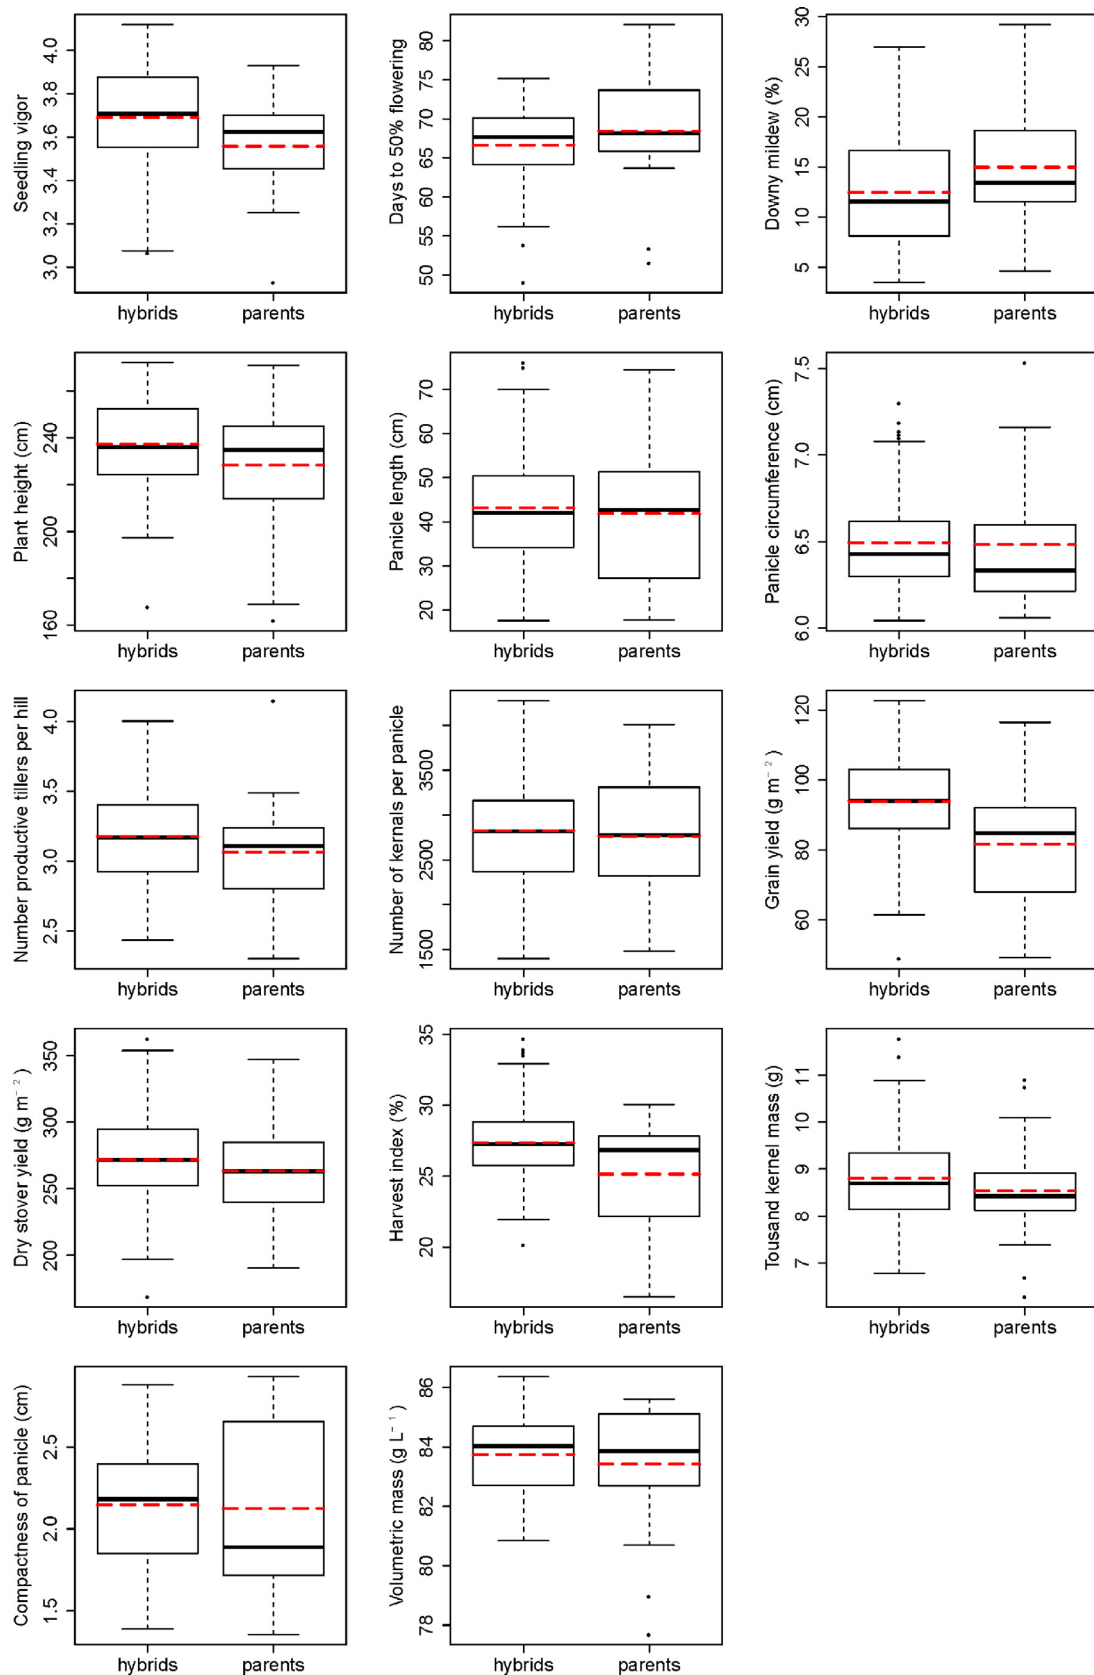 Seedling vigor
3.0 3.2 3.4 3.6 3.8 4.0
hybrids parents
Days to 50% flowering
50 55 60 65 70 75 80
hybrids parents
Downy mildew (%)
5 10 15 20 25 30
hybrids parents
Plant height (cm)
160 200 240
hybrids parents
Panicle length (cm)
20 30 40 50 60 70
hybrids parents
Panicle circumference (cm)
6.0 6.5 7.0 7.5
hybrids parents
Number productive tillers per hill
2.5 3.0 3.5 4.0
hybrids parents
Number of kernals per panicle
1500 2500 3500
hybrids parents
Grain yield (g m⁻²)
60 80 100 120
hybrids parents
Dry stover yield (g m⁻²)
200 250 300 350
hybrids parents
Harvest index (%)
20 25 30 35
hybrids parents
Tousand kernel mass (g)
7 8 9 10 11
hybrids parents
Compactness of panicle (cm)
1.5 2.0 2.5
hybrids parents
Volumetric mass (g L⁻¹)
78 80 82 84 86
hybrids parents